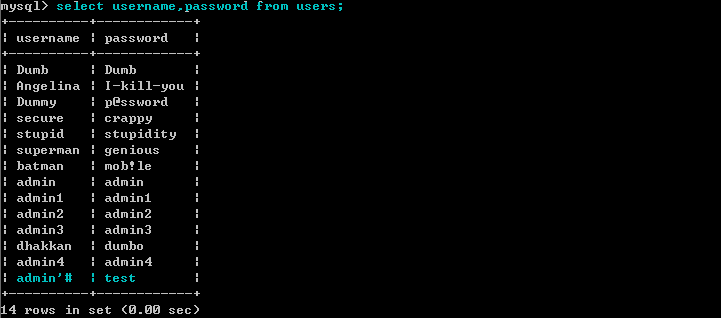 mysql> select username,password from users;
+----------+------------+
| username | password   |
+----------+------------+
| Dumb     | Dumb       |
| Angelina | I-kill-you |
| Dummy    | p@ssword   |
| secure   | crappy     |
| stupid   | stupidity  |
| superman | genious    |
| batman   | mob!le     |
| admin    | admin      |
| admin1   | admin1     |
| admin2   | admin2     |
| admin3   | admin3     |
| dhakkan  | dumbo      |
| admin4   | admin4     |
| admin'#  | test       |
+----------+------------+
14 rows in set (0.00 sec)